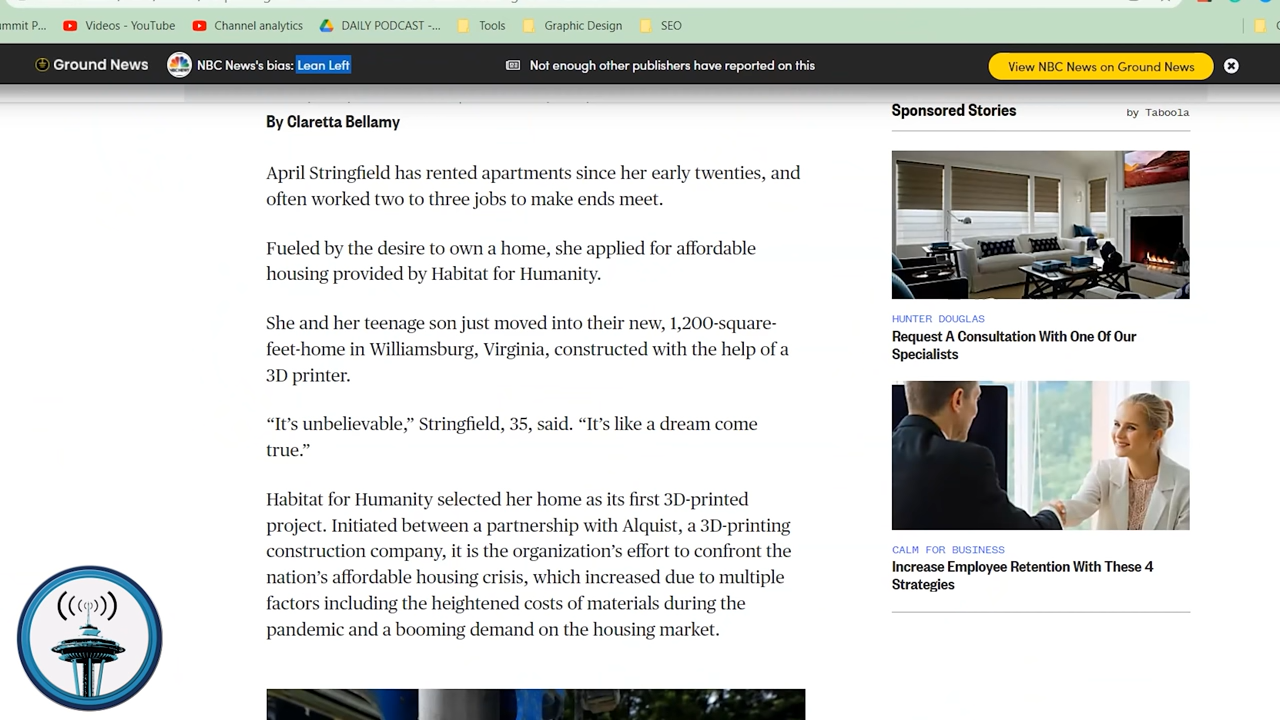 ummit P...
Videos - YouTube
Channel analytics
DAILY PODCAST -...
Tools
Graphic Design
SEO
Ground News
NBC News's bias: Lean Left
Not enough other publishers have reported on this
View NBC News on Ground News
By Claretta Bellamy
April Stringfield has rented apartments since her early twenties, and
often worked two to three jobs to make ends meet.
Fueled by the desire to own a home, she applied for affordable
housing provided by Habitat for Humanity.
She and her teenage son just moved into their new, 1,200-square-
feet-home in Williamsburg, Virginia, constructed with the help of a
3D printer.
“It’s unbelievable,” Stringfield, 35, said. “It’s like a dream come
true.”
Habitat for Humanity selected her home as its first 3D-printed
project. Initiated between a partnership with Alquist, a 3D-printing
construction company, it is the organization’s effort to confront the
nation’s affordable housing crisis, which increased due to multiple
factors including the heightened costs of materials during the
pandemic and a booming demand on the housing market.
Sponsored Stories
by Taboola
HUNTER DOUGLAS
Request A Consultation With One Of Our
Specialists
CALM FOR BUSINESS
Increase Employee Retention With These 4
Strategies